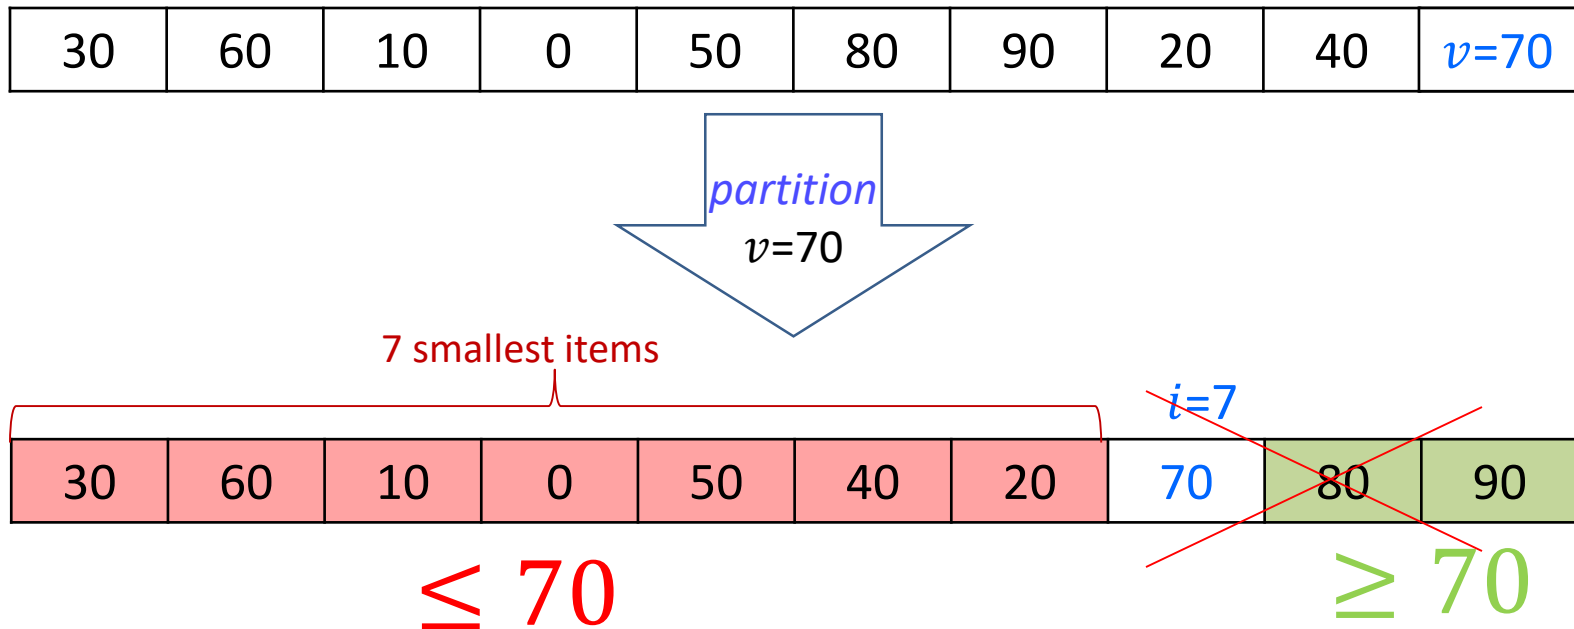 30 60 10 0 50 80 90 20 40 v=70
partition
v=70
7 smallest items
i=7
30 60 10 0 50 40 20 70 80 90
≤ 70 ≥ 70